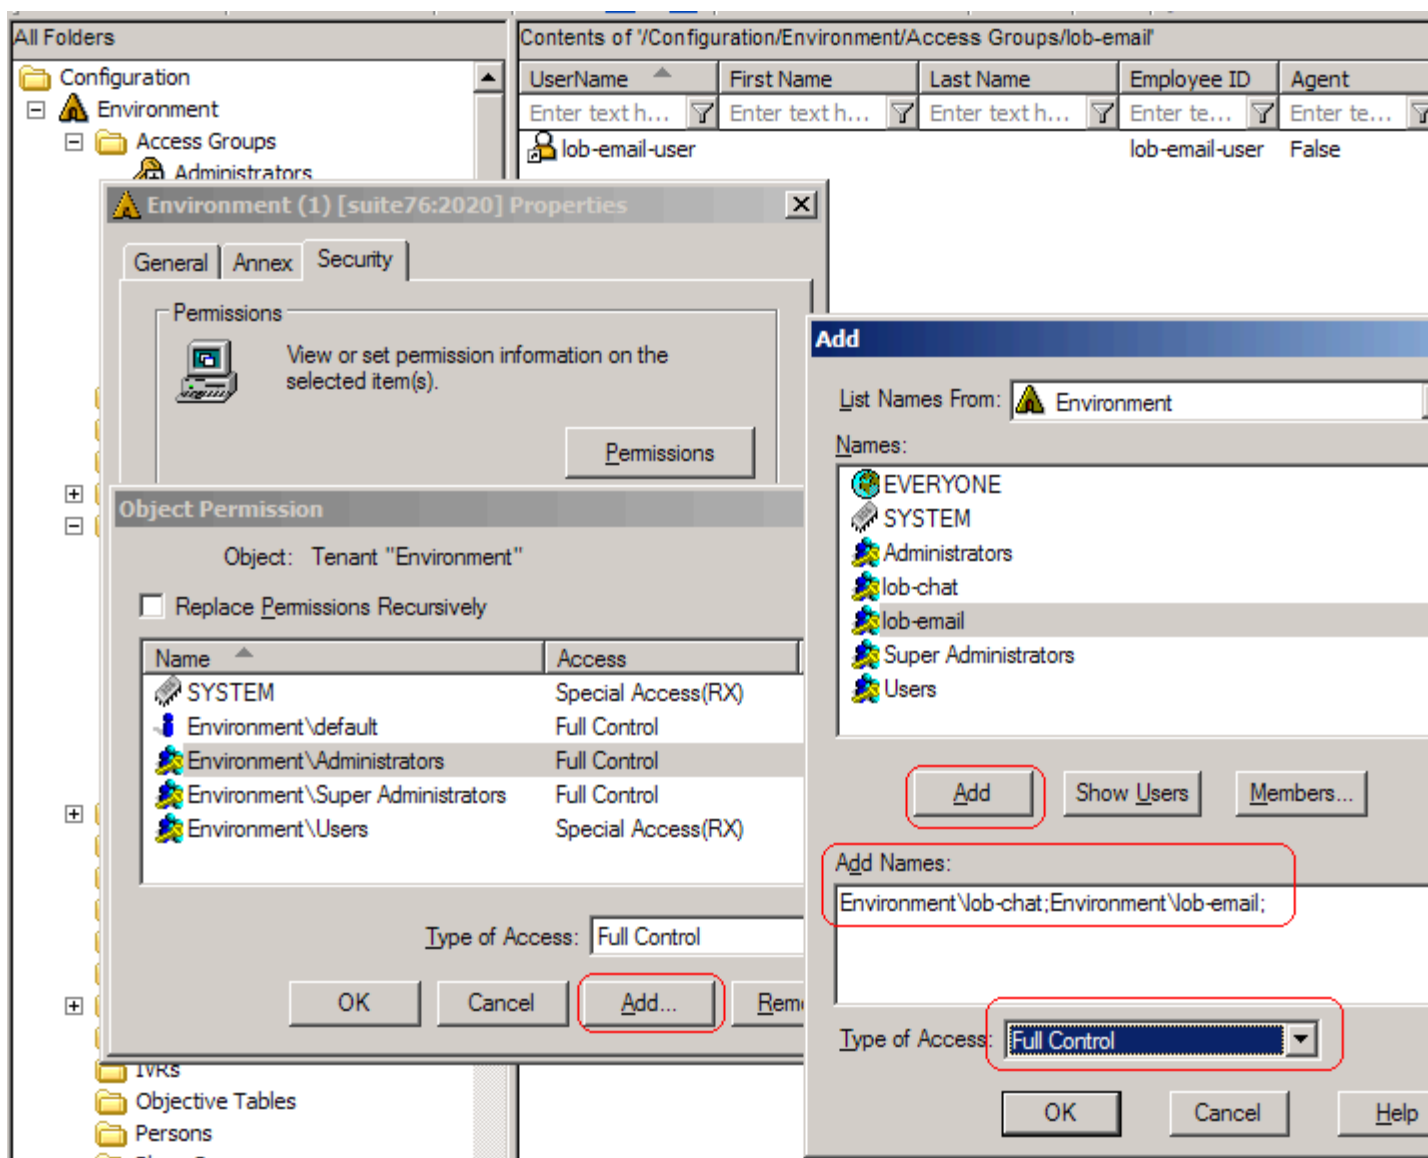 All Folders
Configuration
Environment
Access Groups
Administrators
Contents of '/Configuration/Environment/Access Groups/lob-email'
UserName First Name Last Name Employee ID Agent
Enter text h... Enter text h... Enter text h... Enter te... Enter te...
lob-email-user lob-email-user False
Environment (1) [suite76:2020] Properties
General Annex Security
Permissions
View or set permission information on the
selected item(s).
Permissions
Object Permission
Object: Tenant "Environment"
Replace Permissions Recursively
Name Access
SYSTEM Special Access(RX)
Environment\default Full Control
Environment\Administrators Full Control
Environment\Super Administrators Full Control
Environment\Users Special Access(RX)
Type of Access: Full Control
OK Cancel Add...
IVRs
Objective Tables
Persons
Add
List Names From: Environment
Names:
EVERYONE
SYSTEM
Administrators
lob-chat
lob-email
Super Administrators
Users
Add Show Users Members...
Add Names:
Environment\lob-chat;Environment\lob-email;
Type of Access: Full Control
OK Cancel Help